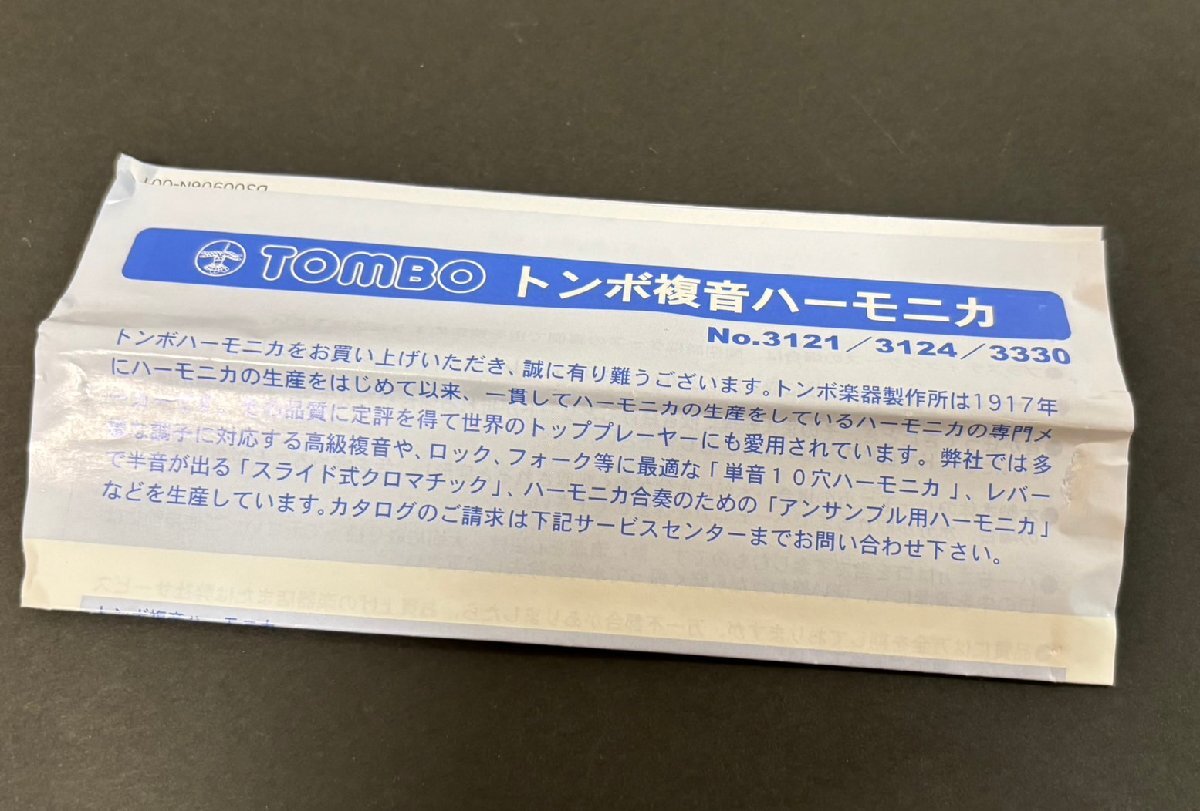 TOMBO トンボ複音ハーモニカ
No.3121／3124／3330
トンボハーモニカをお買い上げいただき、誠に有り難うございます。トンボ楽器製作所は1917年
にハーモニカの生産をはじめて以来、一貫してハーモニカの生産をしているハーモニカの専門メ
品質に定評を得て世界のトッププレーヤーにも愛用されています。弊社では多
な調子に対応する高級複音や、ロック、フォーク等に最適な「単音10穴ハーモニカ」、レバー
で半音が出る「スライド式クロマチック」、ハーモニカ合奏のための「アンサンブル用ハーモニカ」
などを生産しています。カタログのご請求は下記サービスセンターまでお問い合わせ下さい。